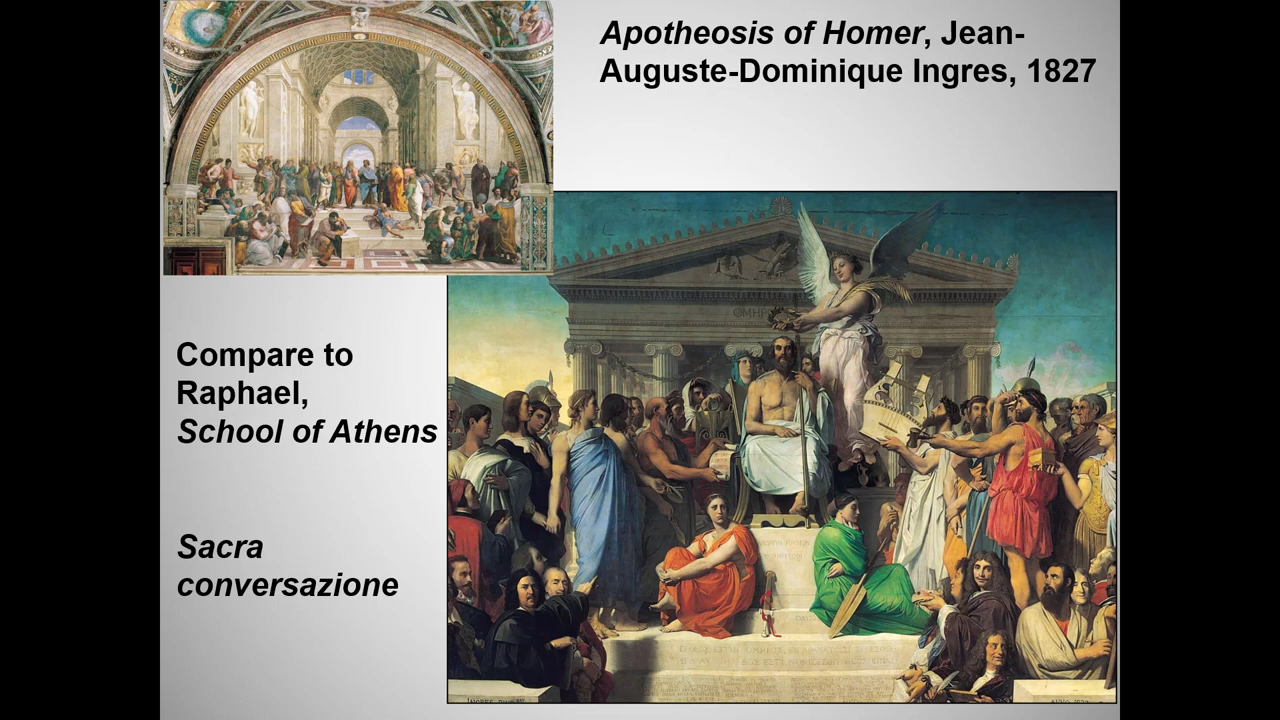 Apotheosis of Homer, Jean-
Auguste-Dominique Ingres, 1827
Compare to
Raphael,
School of Athens
Sacra
conversazione